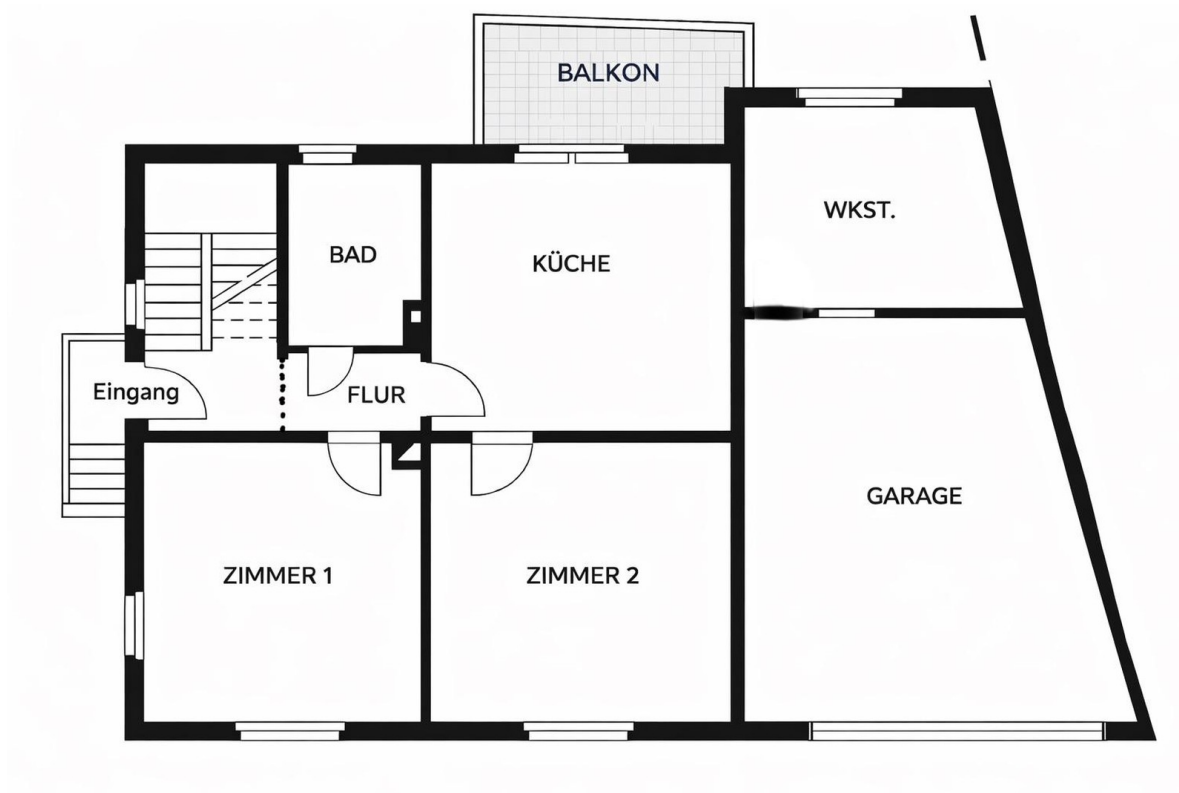 BALKON
WKST.
BAD
KÜCHE
Eingang
FLUR
GARAGE
ZIMMER 1
ZIMMER 2